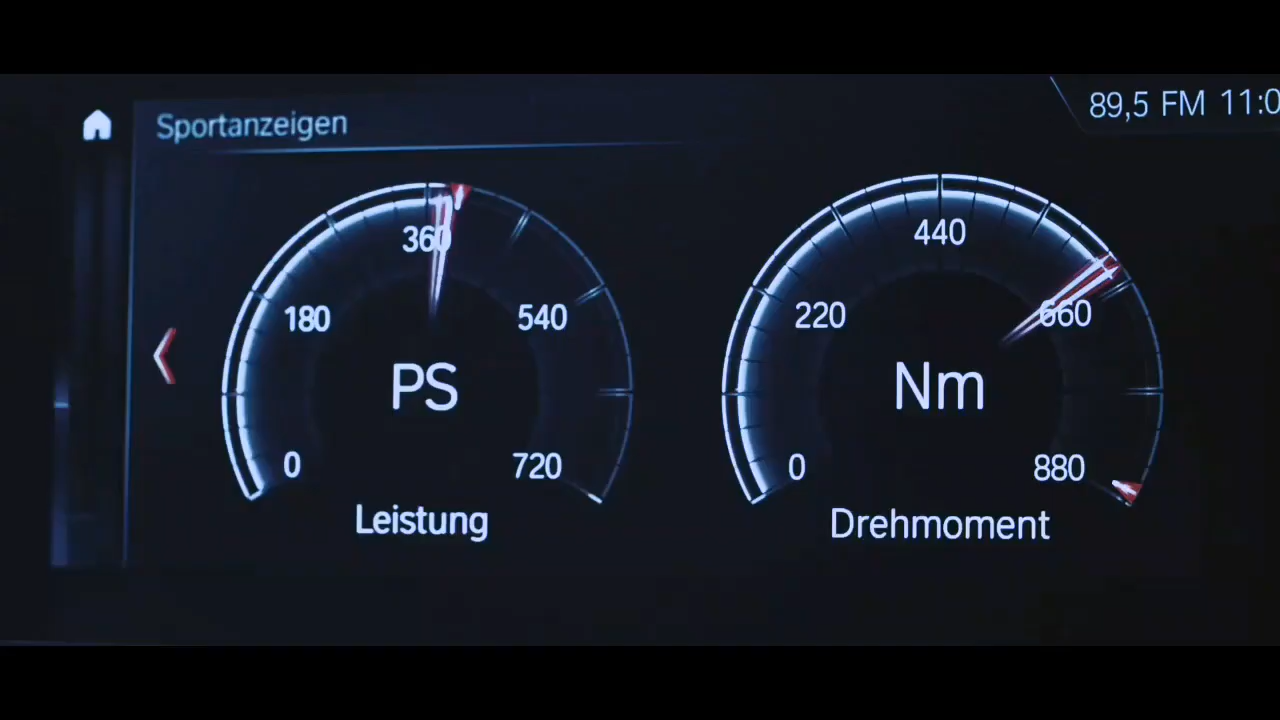 Sportanzeigen
89,5 FM 11:0
0
180
360
540
720
PS
Leistung
0
220
440
660
880
Nm
Drehmoment